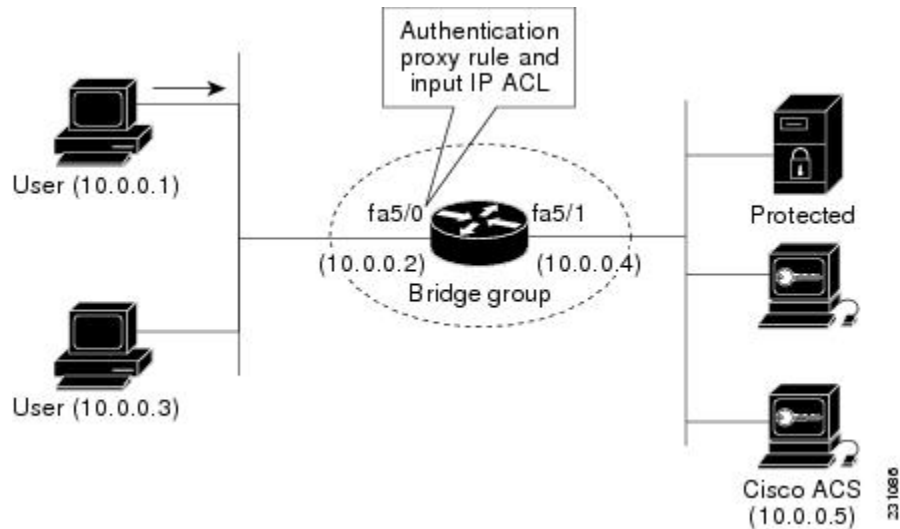 Authentication
proxy rule and
input IP ACL
User (10.0.0.1)
fa5/0
fa5/1
(10.0.0.2)
(10.0.0.4)
Bridge group
Protected
User (10.0.0.3)
Cisco ACS
(10.0.0.5)
231086